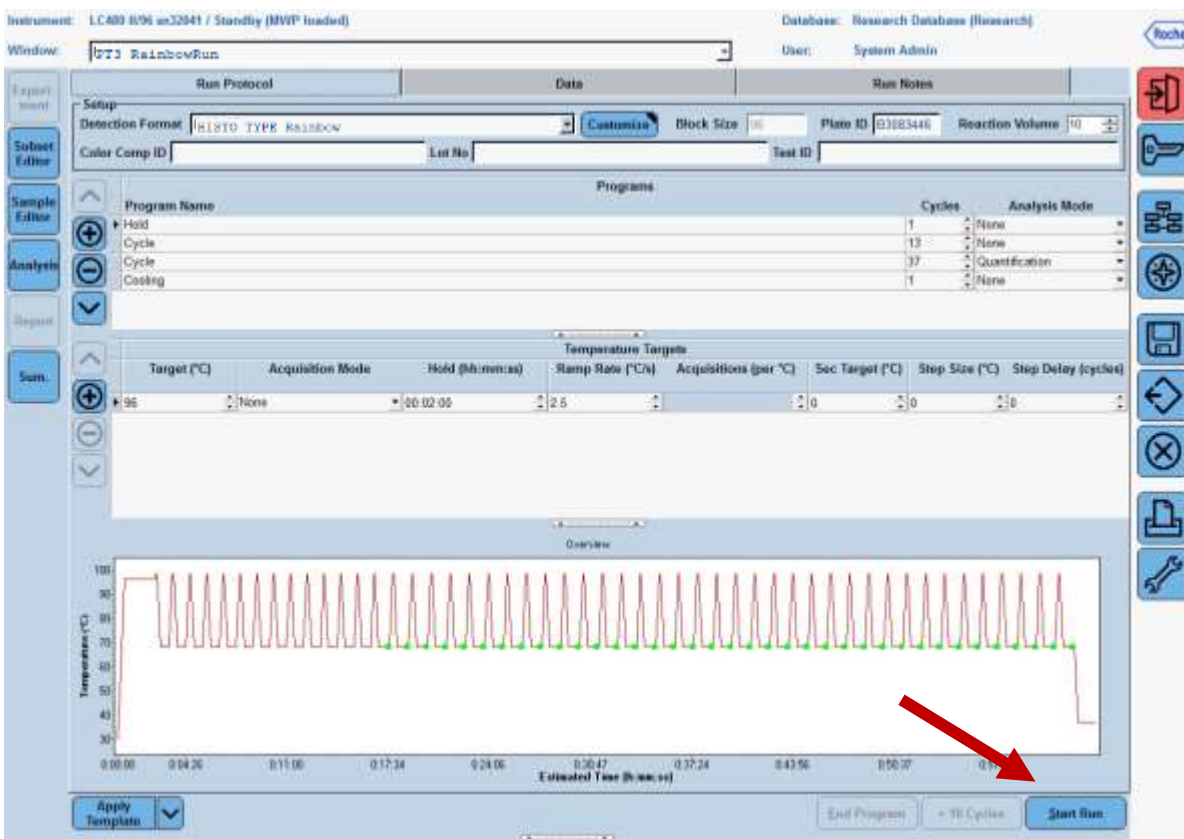 Instrument: LC480 II/96 sn32041 / Standby (MWP loaded) Database: Research Database (Research)
Roche
Window: PT3 RainbowRun User: System Admin
Run Protocol Data Run Notes
Experiment
Setup
Detection Format HISTO TYPE Rainbow Customize Block Size 96 Plate ID Reaction Volume 10
Color Comp ID Lot No Test ID
Subset Editor
Programs
Sample Editor
Program Name Cycles Analysis Mode
Hold 1 None
Cycle 13 None
Cycle 37 Quantification
Cooling 1 None
Analysis
Report
Sum.
Temperature Targets
Target (°C) Acquisition Mode Hold (hh:mm:ss) Ramp Rate (°C/s) Acquisitions (per °C) Sec Target (°C) Step Size (°C) Step Delay (cycles)
96 None 00:02:00 2.5 0 0 0
Overview
Temperature (°C)
100
90
80
70
60
50
40
30
0:00:00 0:04:26 0:11:00 0:17:34 0:24:06 0:30:47 0:37:24 0:43:56 0:50:37
Estimated Time (h:mm:ss)
Apply Template End Program + 10 Cycles Start Run